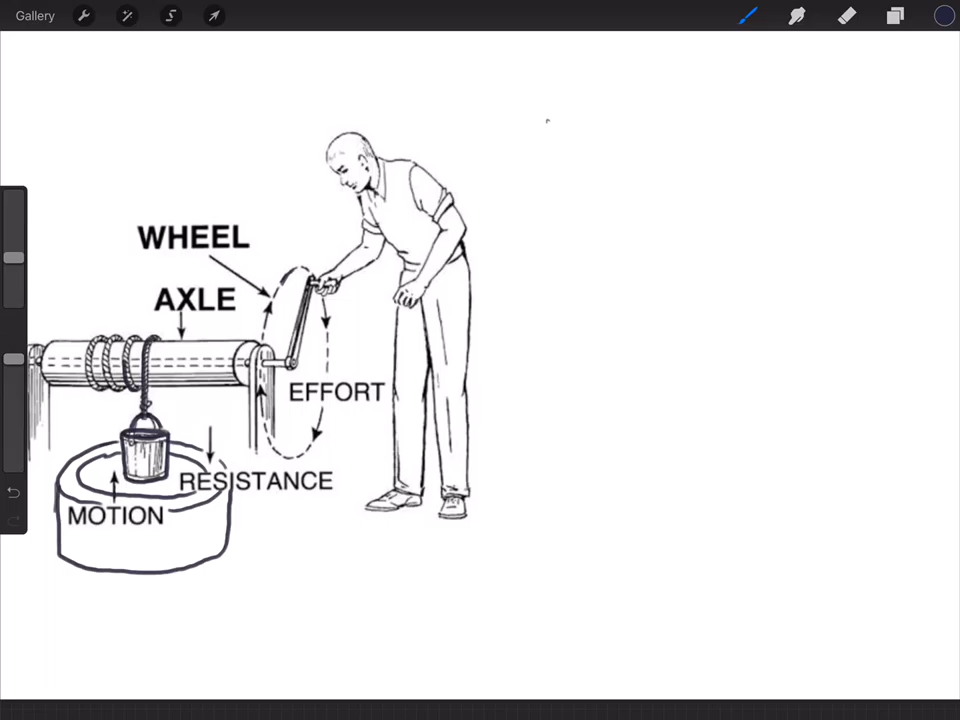 Gallery
WHEEL
AXLE
EFFORT
RESISTANCE
MOTION